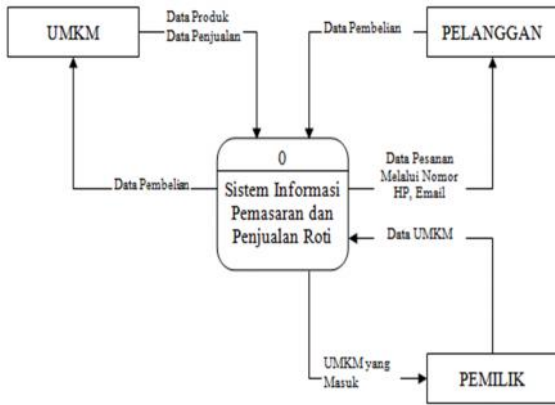 UMKM
Data Produk
Data Penjualan
Data Pembelian
PELANGGAN
0
Sistem Informasi
Pemasaran dan
Penjualan Roti
Data Pembelian
Data Pesanan
Melalui Nomor
HP, Email
Data UMKM
UMKM yang
Masuk
PEMILIK